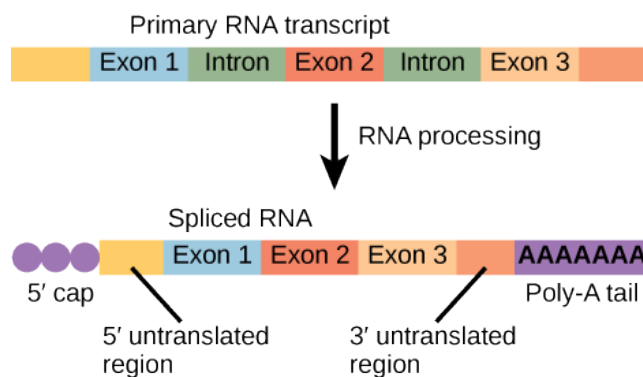 Primary RNA transcript
Exon 1 Intron Exon 2 Intron Exon 3
RNA processing
Spliced RNA
Exon 1 Exon 2 Exon 3 AAAAAAA
5′ cap
Poly-A tail
5′ untranslated
region
3′ untranslated
region